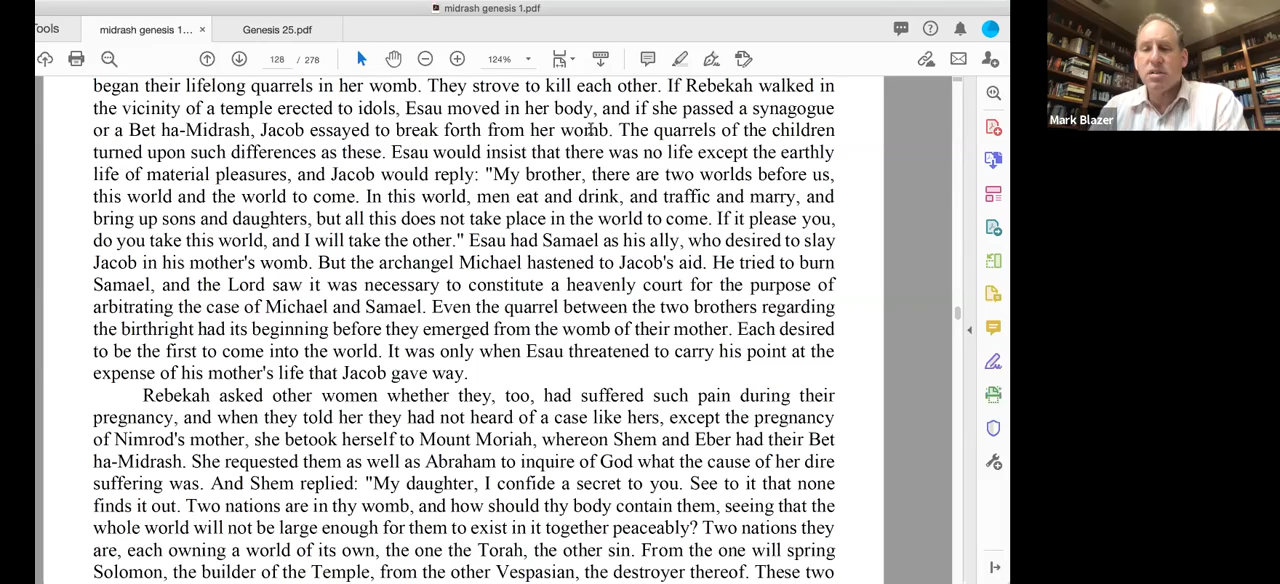 midrash genesis 1.pdf
ools
midrash genesis 1... ×
Genesis 25.pdf
128 / 278
124%
began their lifelong quarrels in her womb. They strove to kill each other. If Rebekah walked in
the vicinity of a temple erected to idols, Esau moved in her body, and if she passed a synagogue
or a Bet ha-Midrash, Jacob essayed to break forth from her womb. The quarrels of the children
turned upon such differences as these. Esau would insist that there was no life except the earthly
life of material pleasures, and Jacob would reply: "My brother, there are two worlds before us,
this world and the world to come. In this world, men eat and drink, and traffic and marry, and
bring up sons and daughters, but all this does not take place in the world to come. If it please you,
do you take this world, and I will take the other." Esau had Samael as his ally, who desired to slay
Jacob in his mother's womb. But the archangel Michael hastened to Jacob's aid. He tried to burn
Samael, and the Lord saw it was necessary to constitute a heavenly court for the purpose of
arbitrating the case of Michael and Samael. Even the quarrel between the two brothers regarding
the birthright had its beginning before they emerged from the womb of their mother. Each desired
to be the first to come into the world. It was only when Esau threatened to carry his point at the
expense of his mother's life that Jacob gave way.
Rebekah asked other women whether they, too, had suffered such pain during their
pregnancy, and when they told her they had not heard of a case like hers, except the pregnancy
of Nimrod's mother, she betook herself to Mount Moriah, whereon Shem and Eber had their Bet
ha-Midrash. She requested them as well as Abraham to inquire of God what the cause of her dire
suffering was. And Shem replied: "My daughter, I confide a secret to you. See to it that none
finds it out. Two nations are in thy womb, and how should thy body contain them, seeing that the
whole world will not be large enough for them to exist in it together peaceably? Two nations they
are, each owning a world of its own, the one the Torah, the other sin. From the one will spring
Solomon, the builder of the Temple, from the other Vespasian, the destroyer thereof. These two
Mark Blazer